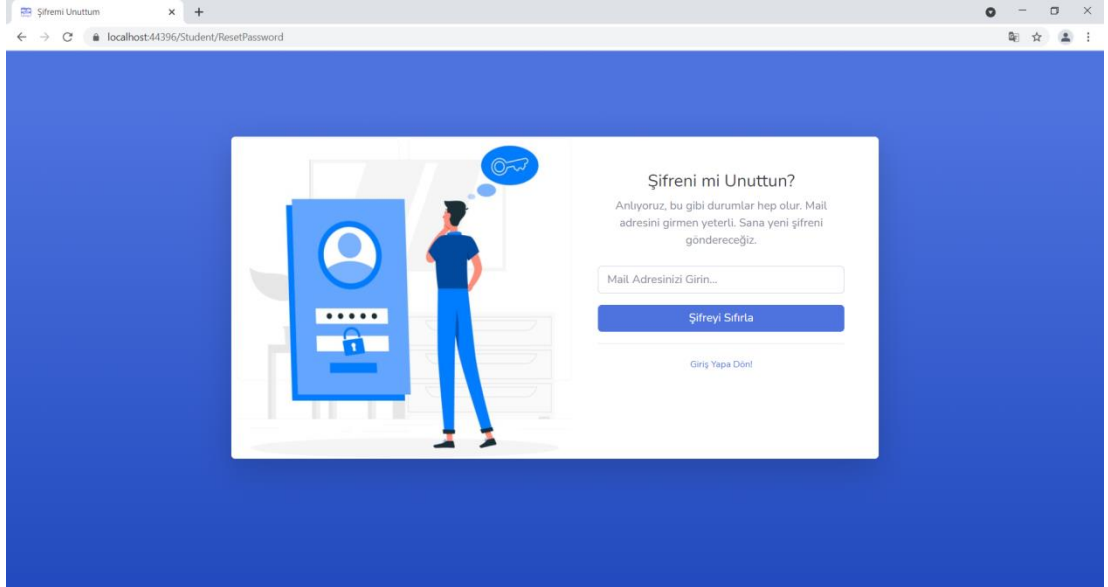 Şifremi Unuttum
localhost:44396/Student/ResetPassword
Şifreni mi Unuttun?
Anlıyoruz, bu gibi durumlar hep olur. Mail
adresini girmen yeterli. Sana yeni şifreni
göndereceğiz.
Mail Adresinizi Girin...
Şifreyi Sıfırla
Giriş Yapa Dön!